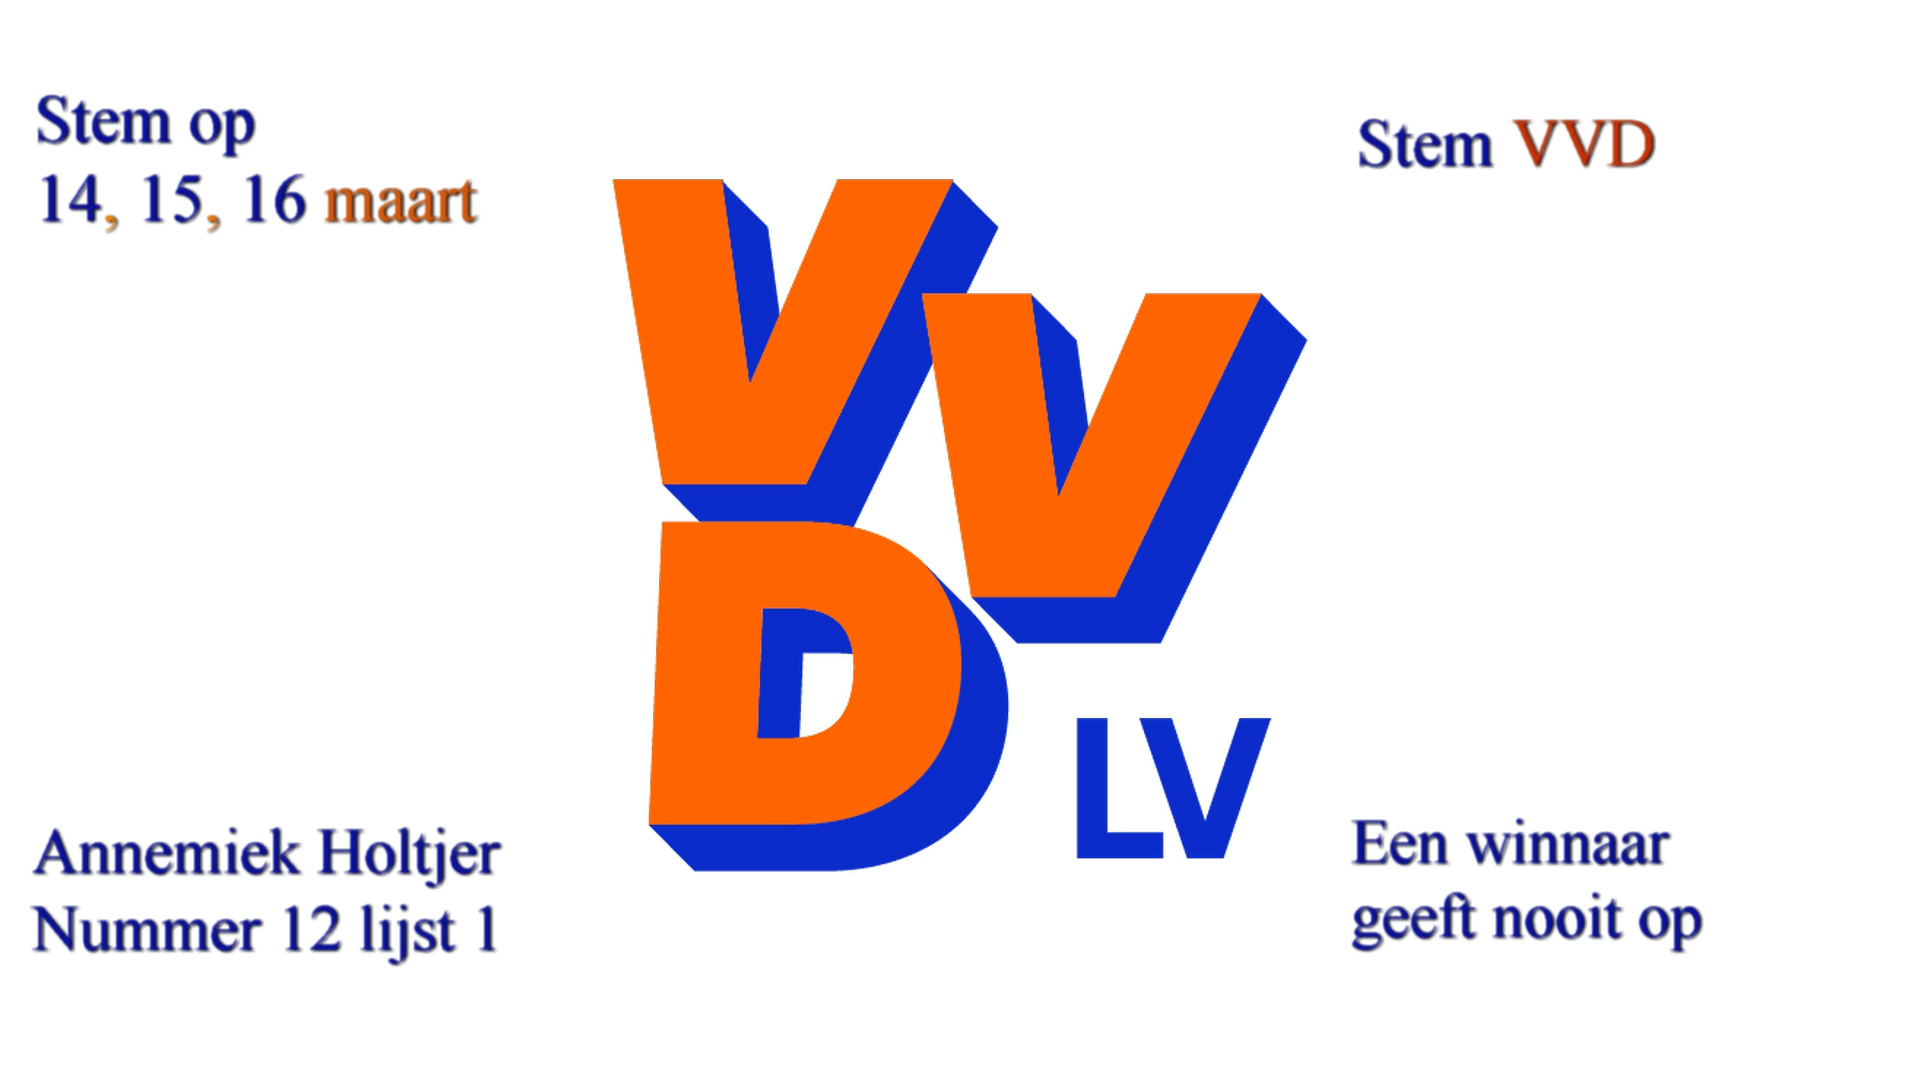 Stem op
14, 15, 16 maart
Stem VVD
VVD
LV
Annemiek Holtjer
Nummer 12 lijst 1
Een winnaar
geeft nooit op